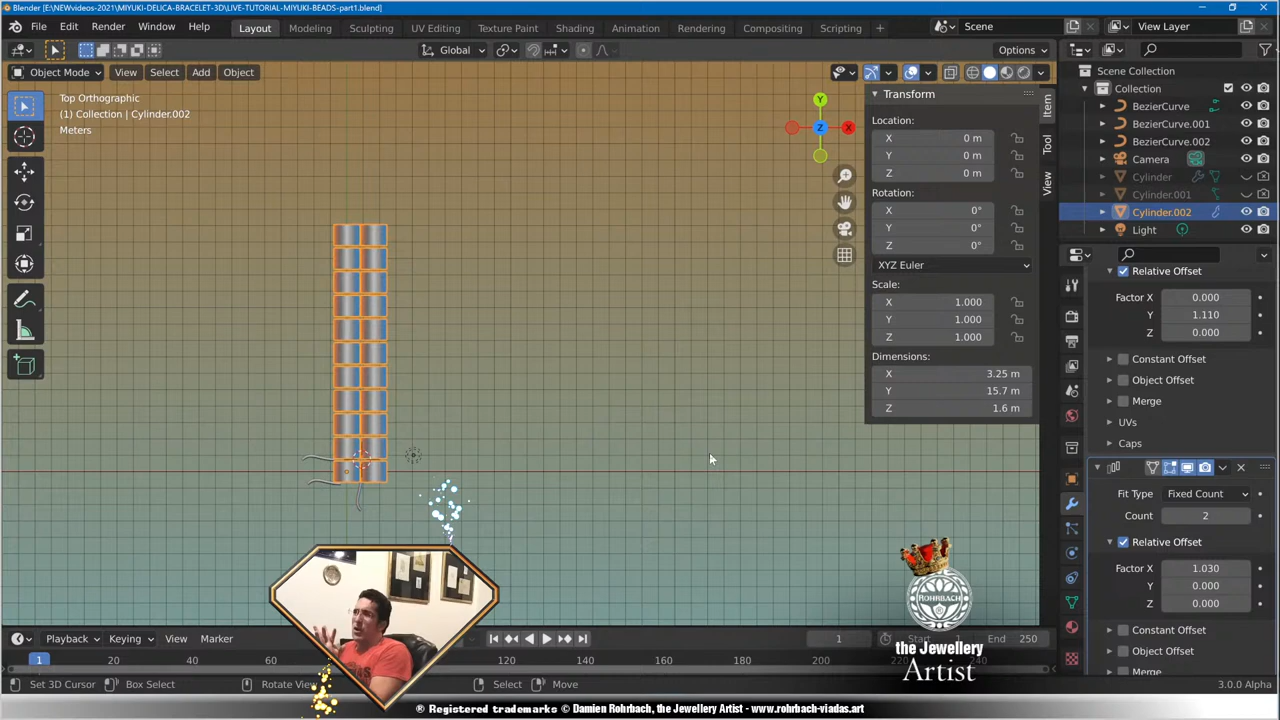 Blender [E:\NEWvideos-2021\MIYUKI-DELICA-BRACELET-3D\LIVE-TUTORIAL-MIYUKI-BEADS-part1.blend]
File Edit Render Window Help
Layout Modeling Sculpting UV Editing Texture Paint Shading Animation Rendering Compositing Scripting
Scene
View Layer
Global
Options
Object Mode View Select Add Object
Top Orthographic
(1) Collection | Cylinder.002
Meters
Y
X
Z
Transform
Location:
X 0 m
Y 0 m
Z 0 m
Rotation:
X 0°
Y 0°
Z 0°
XYZ Euler
Scale:
X 1.000
Y 1.000
Z 1.000
Dimensions:
X 3.25 m
Y 15.7 m
Z 1.6 m
Item
Tool
View
Scene Collection
Collection
BezierCurve
BezierCurve.001
BezierCurve.002
Camera
Cylinder
Cylinder.001
Cylinder.002
Light
Relative Offset
Factor X 0.000
Y 1.110
Z 0.000
Constant Offset
Object Offset
Merge
UVs
Caps
Fit Type Fixed Count
Count 2
Relative Offset
Factor X 1.030
Y 0.000
Z 0.000
Constant Offset
Object Offset
Merge
ROHRBACH
the Jewellery
Artist
Playback Keying View Marker
1 Start End 250
1 20 40 60 120 140 160 180 200 240
Set 3D Cursor Box Select Rotate View Select Move
3.0.0 Alpha
® Registered trademarks © Damien Rohrbach, the Jewellery Artist - www.rohrbach-viadas.art